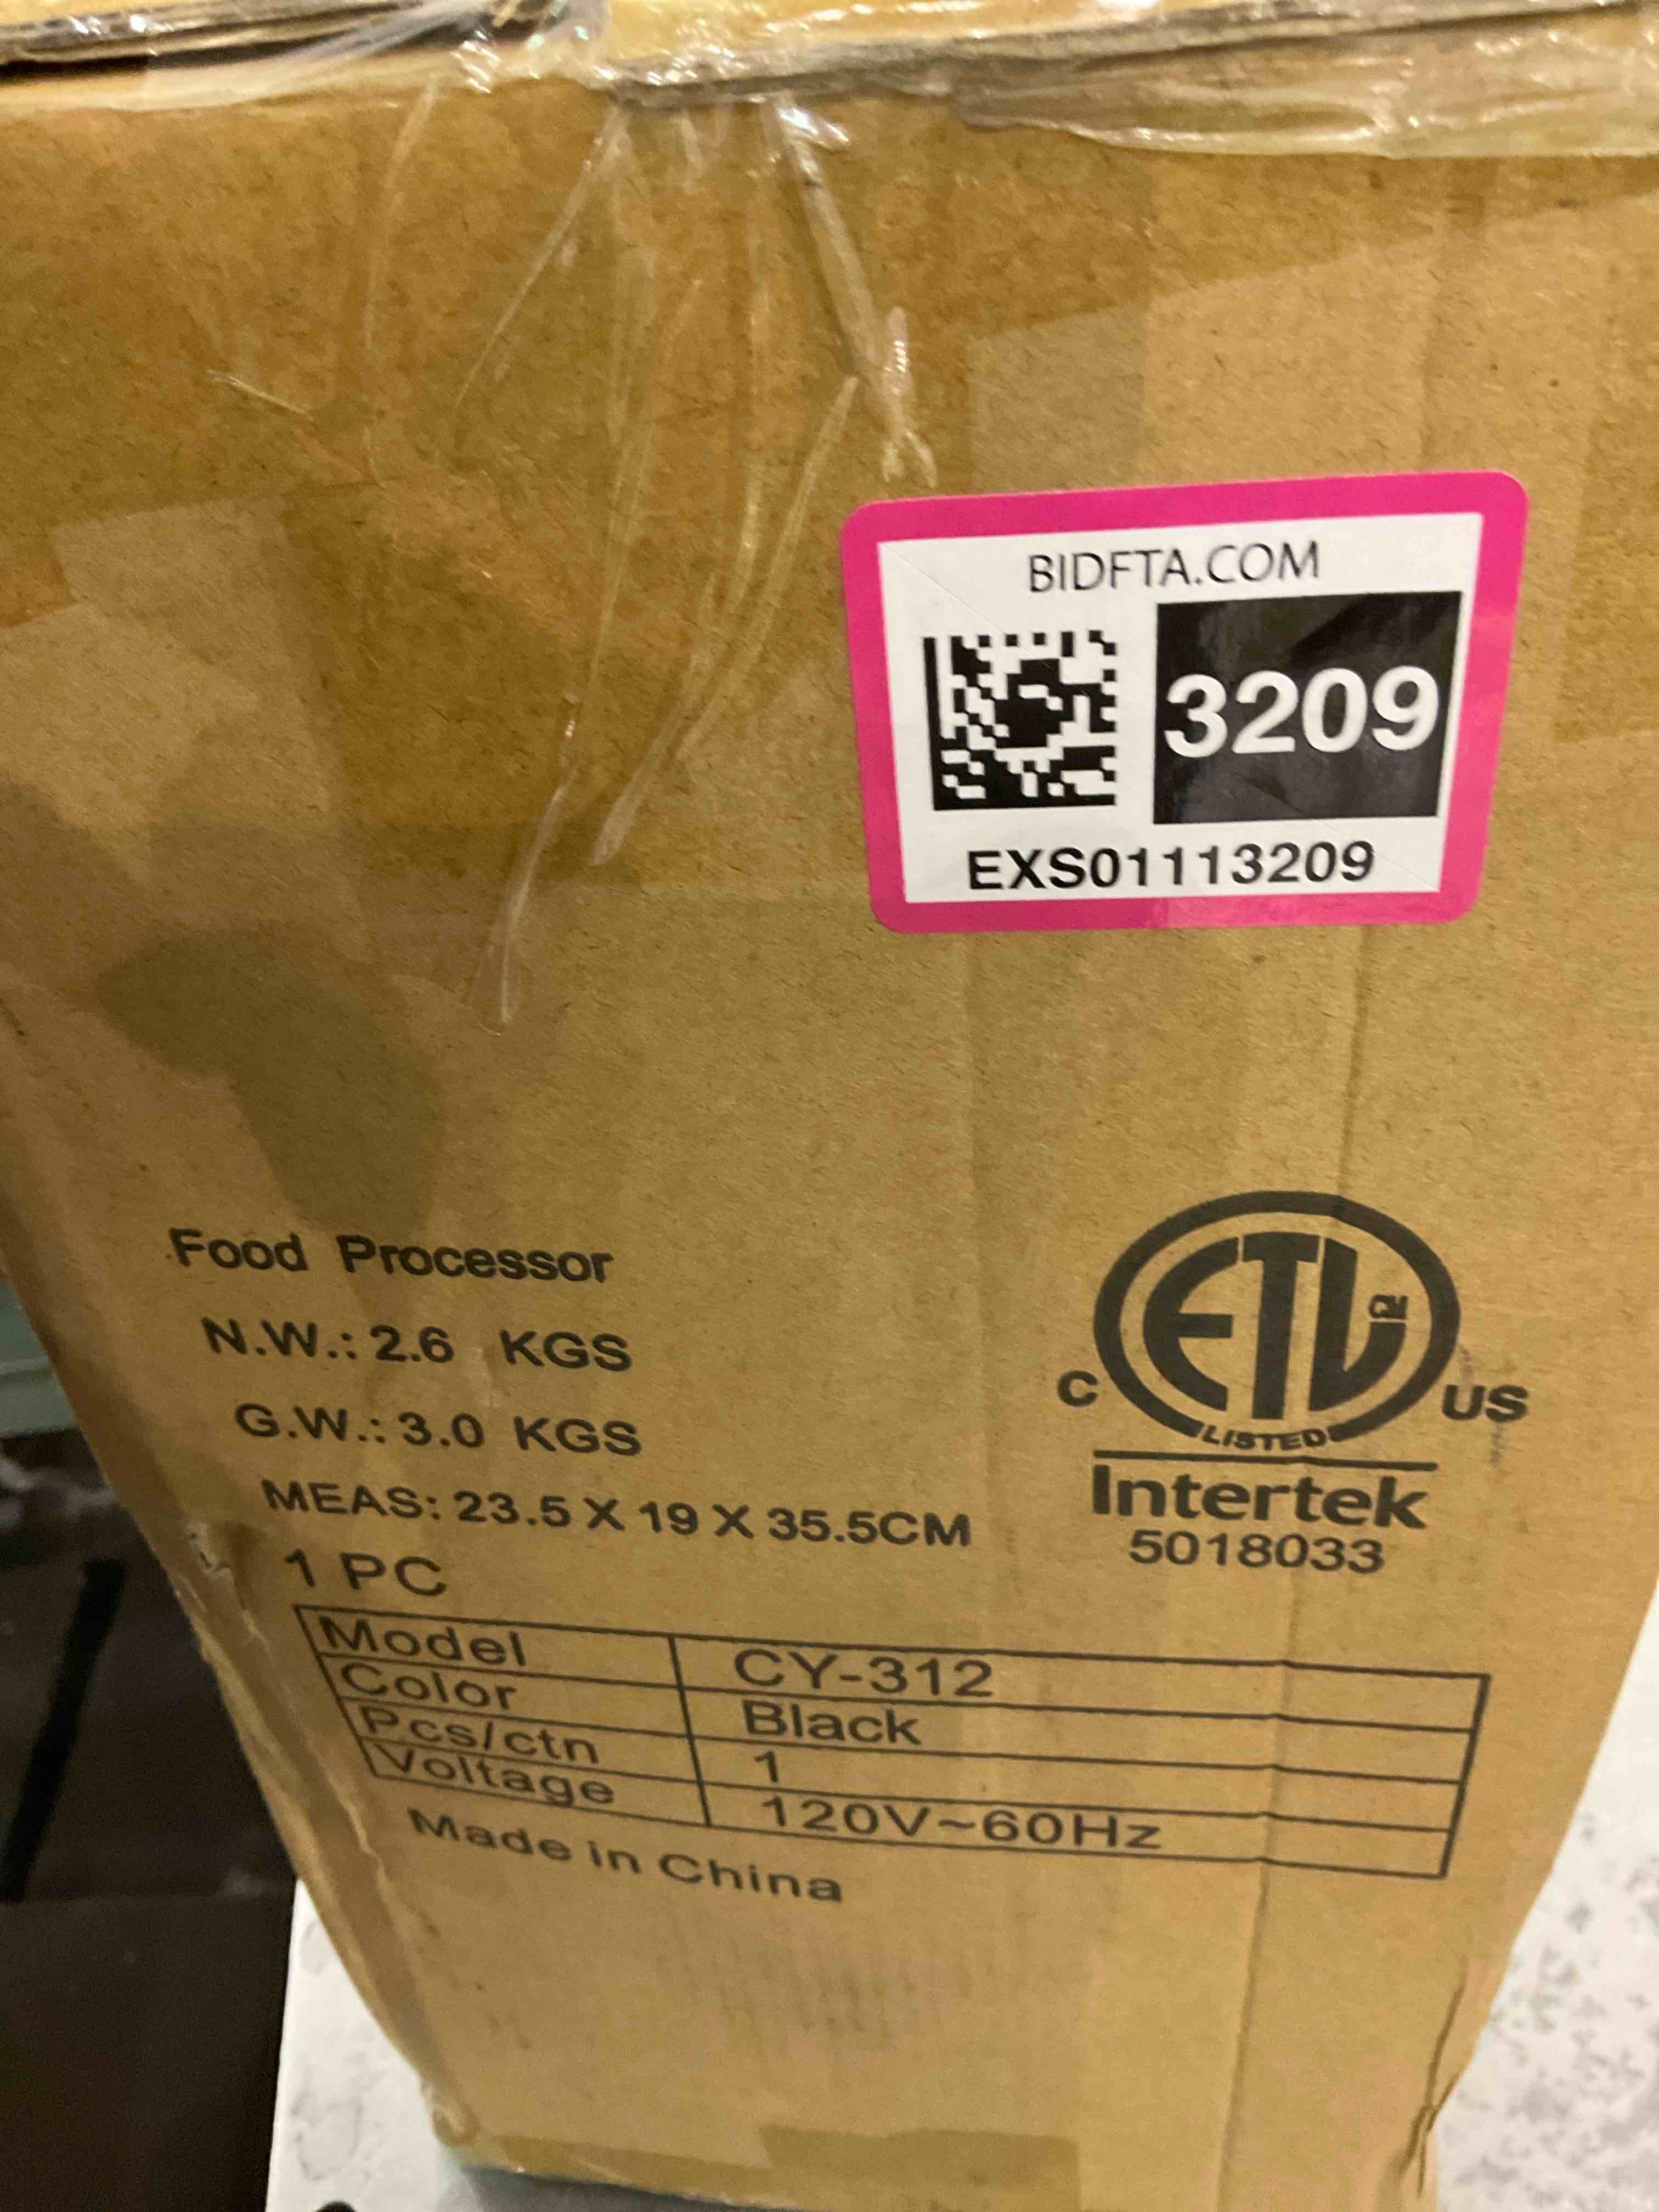 BIDFTA.COM
3209
EXS01113209
Food Processor
N.W.: 2.6 KGS
G.W.: 3.0 KGS
MEAS: 23.5 X 19 X 35.5CM
1 PC
ETL CM
C US
LISTED
Intertek
5018033
Model CY-312
Color Black
Pcs/ctn 1
Voltage 120V~60Hz
Made in China